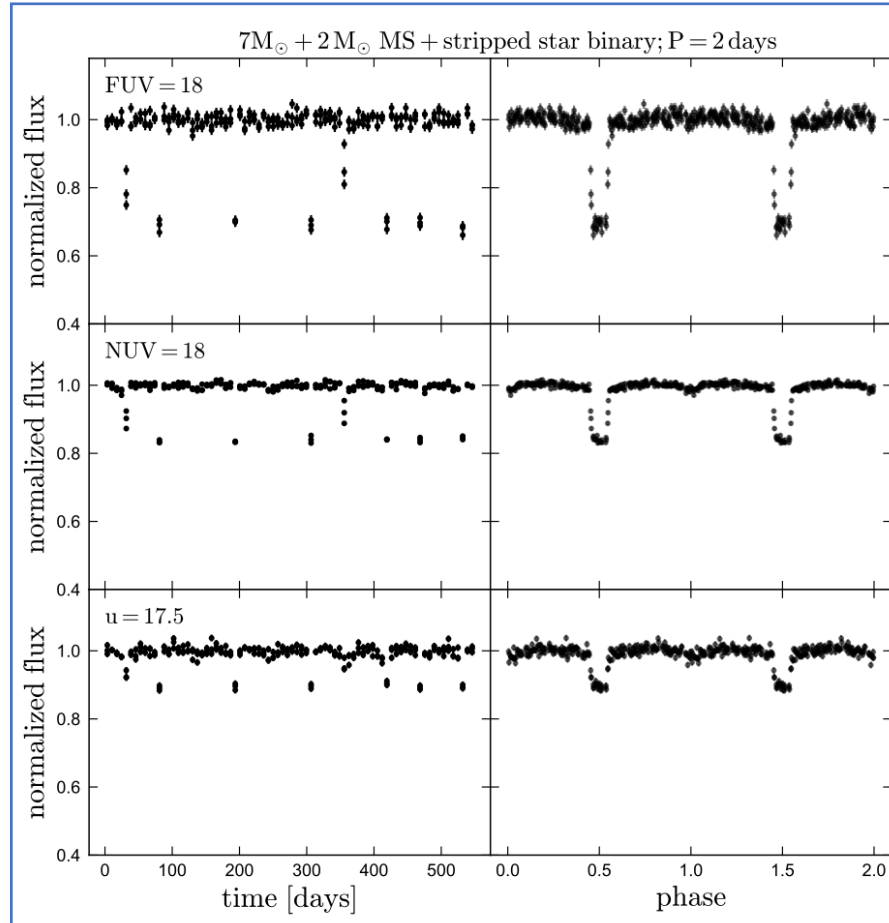 7M⊙ + 2 M⊙ MS + stripped star binary; P = 2 days
FUV = 18
normalized flux
1.0
0.8
0.6
0.4
NUV = 18
normalized flux
1.0
0.8
0.6
0.4
u = 17.5
normalized flux
1.0
0.8
0.6
0.4
0 100 200 300 400 500
0.0 0.5 1.0 1.5 2.0
time [days]
phase